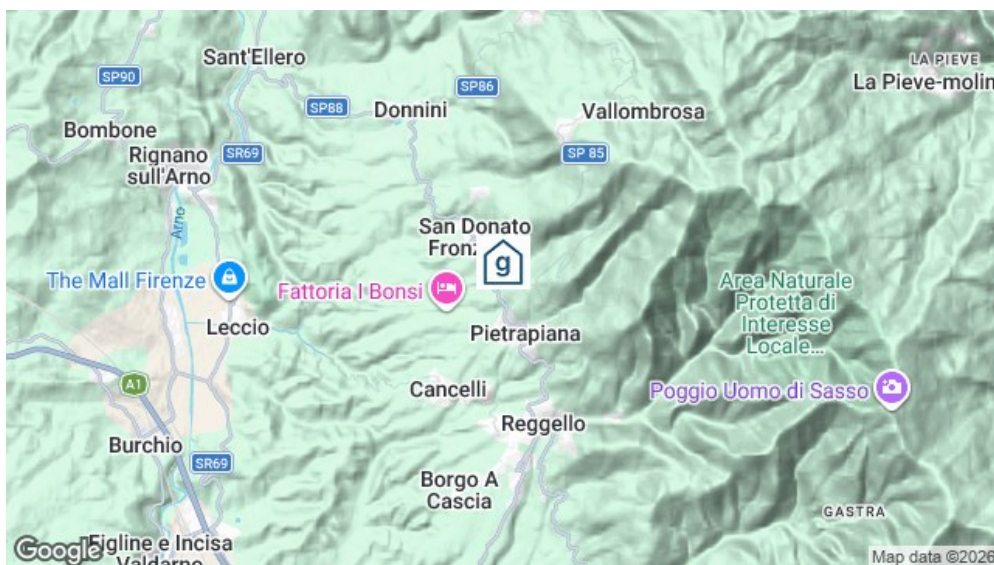 Sant'Ellero
LA PIEVE
La Pieve-molin
SP90
SP86
SP88
Donnini
Vallombrosa
Bombone
SR69
SP 85
Rignano
sull'Arno
Arno
San Donato
Fron
g
The Mall Firenze
Fattoria I Bonsi
Area Naturale
Protetta di
Interesse
Locale...
Leccio
Pietrapiana
A1
Cancelli
Poggio Uomo di Sasso
Reggello
Burchio
SR69
Borgo A
Cascia
GASTRA
Google
Figline e Incisa
Valdarno
Map data ©2026